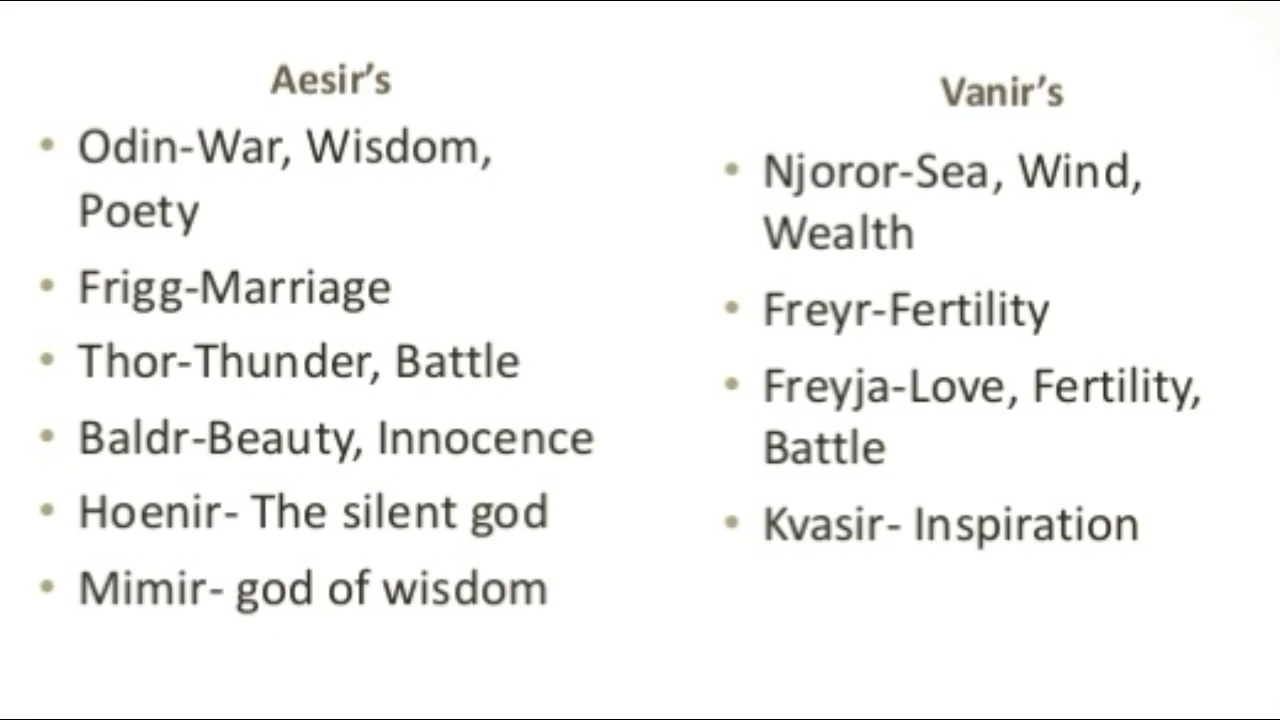 Aesir's
• Odin-War, Wisdom,
Poety
• Frigg-Marriage
• Thor-Thunder, Battle
• Baldr-Beauty, Innocence
• Hoenir- The silent god
• Mimir- god of wisdom
Vanir's
• Njoror-Sea, Wind,
Wealth
• Freyr-Fertility
• Freyja-Love, Fertility,
Battle
• Kvasir- Inspiration